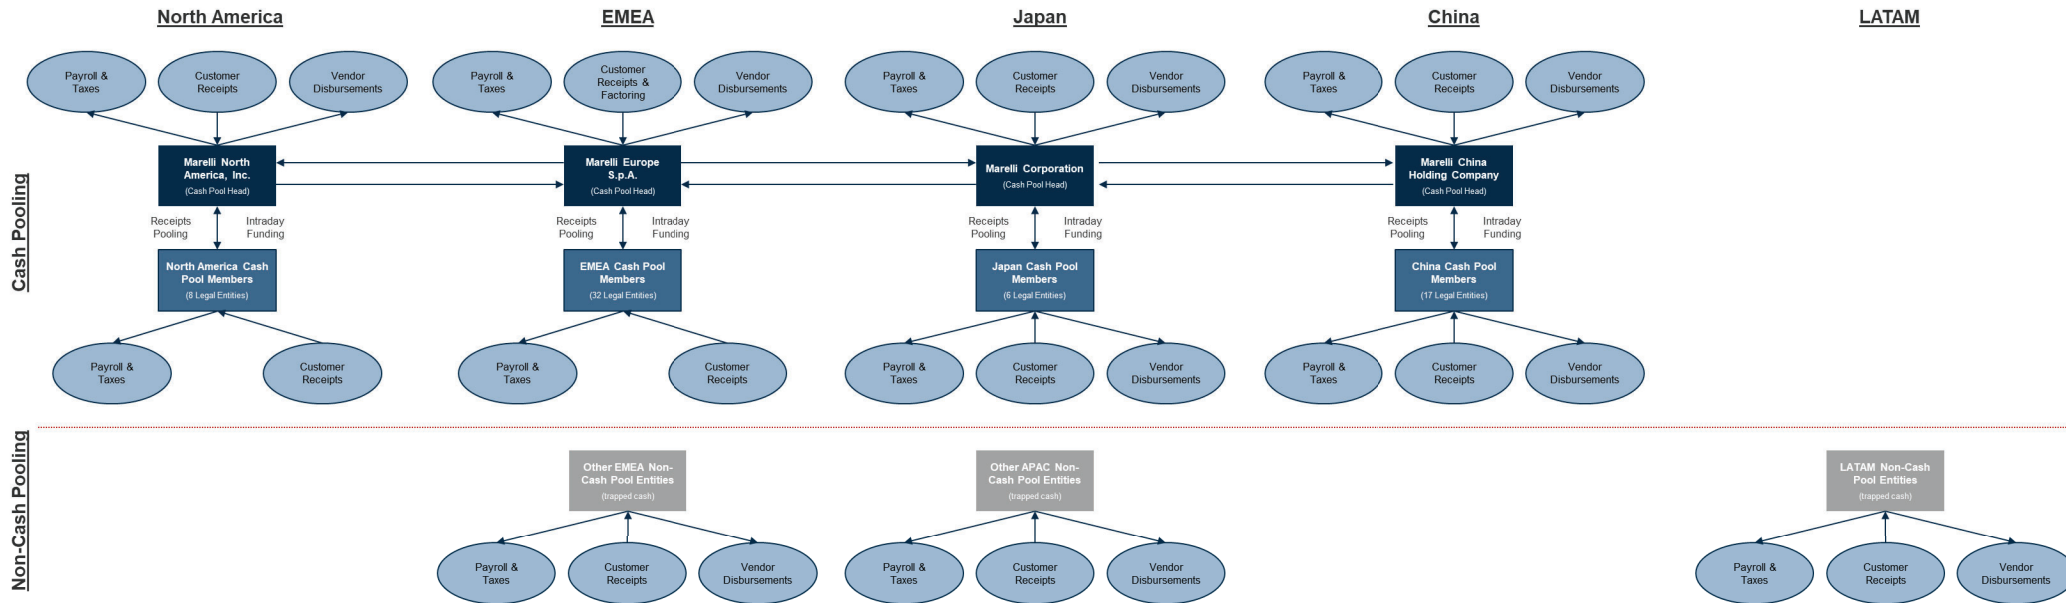 North America
EMEA
Japan
China
LATAM
Payroll &
Taxes
Customer
Receipts
Vendor
Disbursements
Payroll &
Taxes
Customer
Receipts &
Factoring
Vendor
Disbursements
Payroll &
Taxes
Customer
Receipts
Vendor
Disbursements
Payroll &
Taxes
Customer
Receipts
Vendor
Disbursements
Cash Pooling
Marelli North
America, Inc.
(Cash Pool Head)
Marelli Europe
S.p.A.
(Cash Pool Head)
Marelli Corporation
(Cash Pool Head)
Marelli China
Holding Company
(Cash Pool Head)
Receipts
Pooling
Intraday
Funding
Receipts
Pooling
Intraday
Funding
Receipts
Pooling
Intraday
Funding
Receipts
Pooling
Intraday
Funding
North America Cash
Pool Members
(8 Legal Entities)
EMEA Cash Pool
Members
(32 Legal Entities)
Japan Cash Pool
Members
(6 Legal Entities)
China Cash Pool
Members
(17 Legal Entities)
Payroll &
Taxes
Customer
Receipts
Payroll &
Taxes
Customer
Receipts
Payroll &
Taxes
Customer
Receipts
Vendor
Disbursements
Payroll &
Taxes
Customer
Receipts
Vendor
Disbursements
Non-Cash Pooling
Other EMEA Non-
Cash Pool Entities
(trapped cash)
Other APAC Non-
Cash Pool Entities
(trapped cash)
LATAM Non-Cash
Pool Entities
(trapped cash)
Payroll &
Taxes
Customer
Receipts
Vendor
Disbursements
Payroll &
Taxes
Customer
Receipts
Vendor
Disbursements
Payroll &
Taxes
Customer
Receipts
Vendor
Disbursements